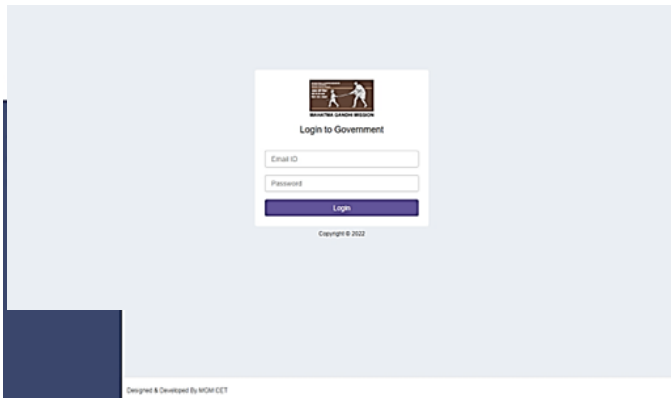 MAHATMA GANDHI MISSION
Login to Government
Email ID
Password
Login
Copyright © 2022
Designed & Developed By MGM CET